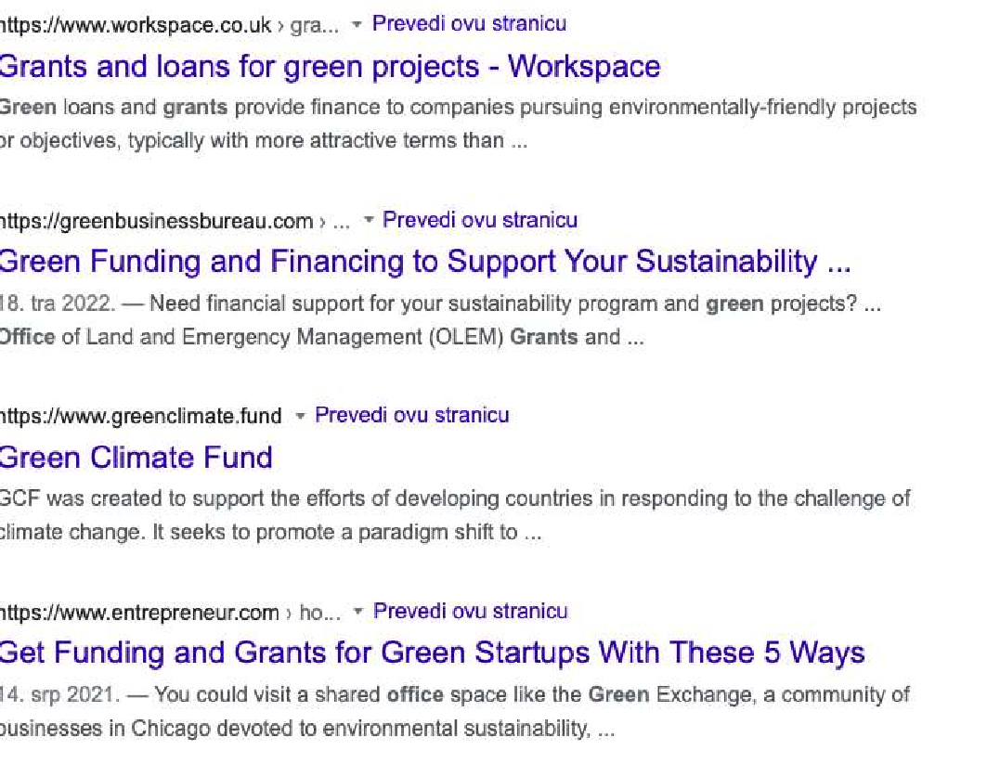 https://www.workspace.co.uk › gra... Prevedi ovu stranicu
Grants and loans for green projects - Workspace
Green loans and grants provide finance to companies pursuing environmentally-friendly projects
or objectives, typically with more attractive terms than ...
https://greenbusinessbureau.com › ... Prevedi ovu stranicu
Green Funding and Financing to Support Your Sustainability ...
18. tra 2022. — Need financial support for your sustainability program and green projects? ...
Office of Land and Emergency Management (OLEM) Grants and ...
https://www.greenclimate.fund Prevedi ovu stranicu
Green Climate Fund
GCF was created to support the efforts of developing countries in responding to the challenge of
climate change. It seeks to promote a paradigm shift to ...
https://www.entrepreneur.com › ho... Prevedi ovu stranicu
Get Funding and Grants for Green Startups With These 5 Ways
14. srp 2021. — You could visit a shared office space like the Green Exchange, a community of
businesses in Chicago devoted to environmental sustainability, ...